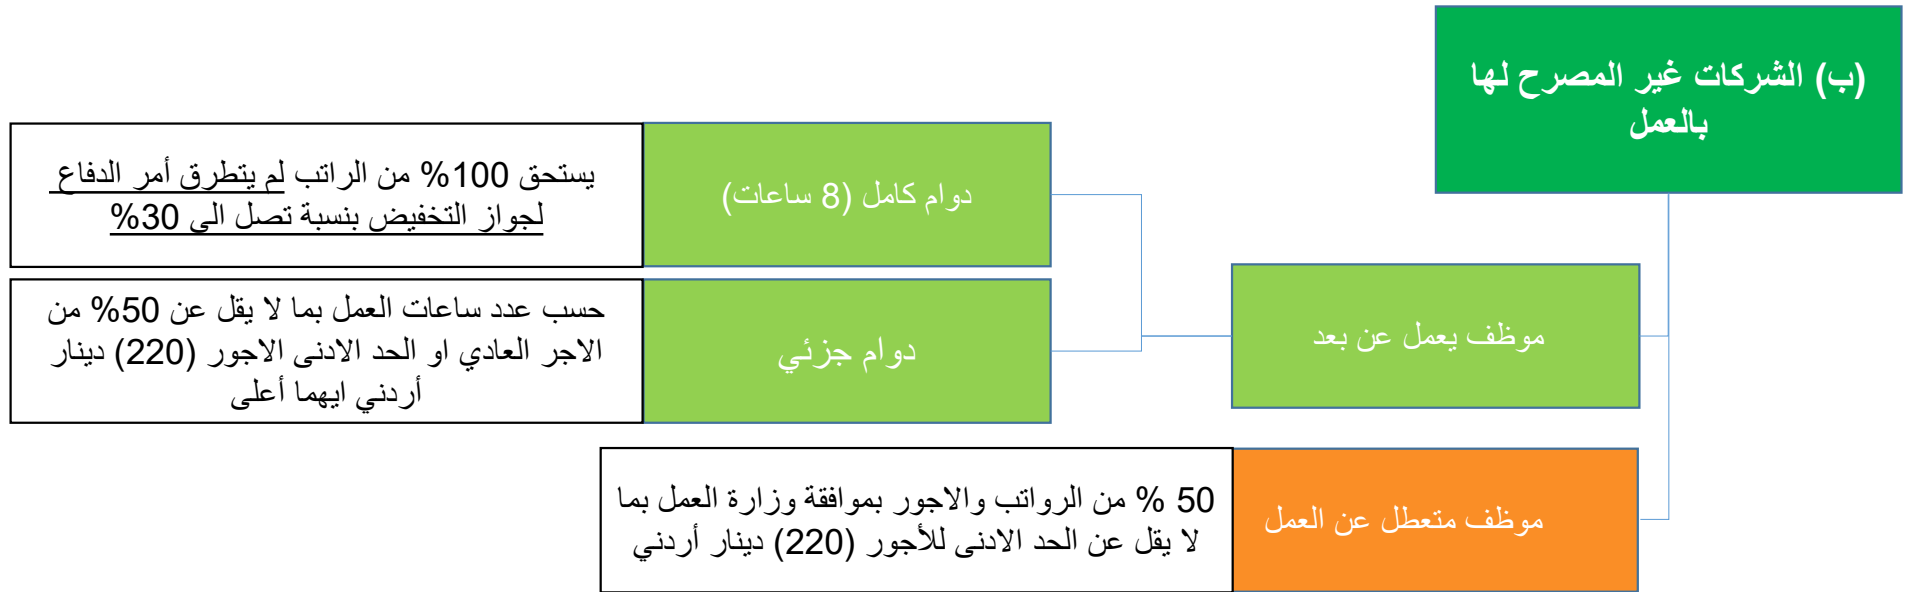 (ب) الشركات غير المصرح لها
بالعمل
موظف يعمل عن بعد
دوام كامل (8 ساعات)
يستحق 100% من الراتب لم يتطرق أمر الدفاع
لجواز التخفيض بنسبة تصل الى 30%
دوام جزئي
حسب عدد ساعات العمل بما لا يقل عن 50% من
الاجر العادي او الحد الادنى الاجور (220) دينار
أردني ايهما أعلى
موظف متعطل عن العمل
50 % من الرواتب والاجور بموافقة وزارة العمل بما
لا يقل عن الحد الادنى للأجور (220) دينار أردني